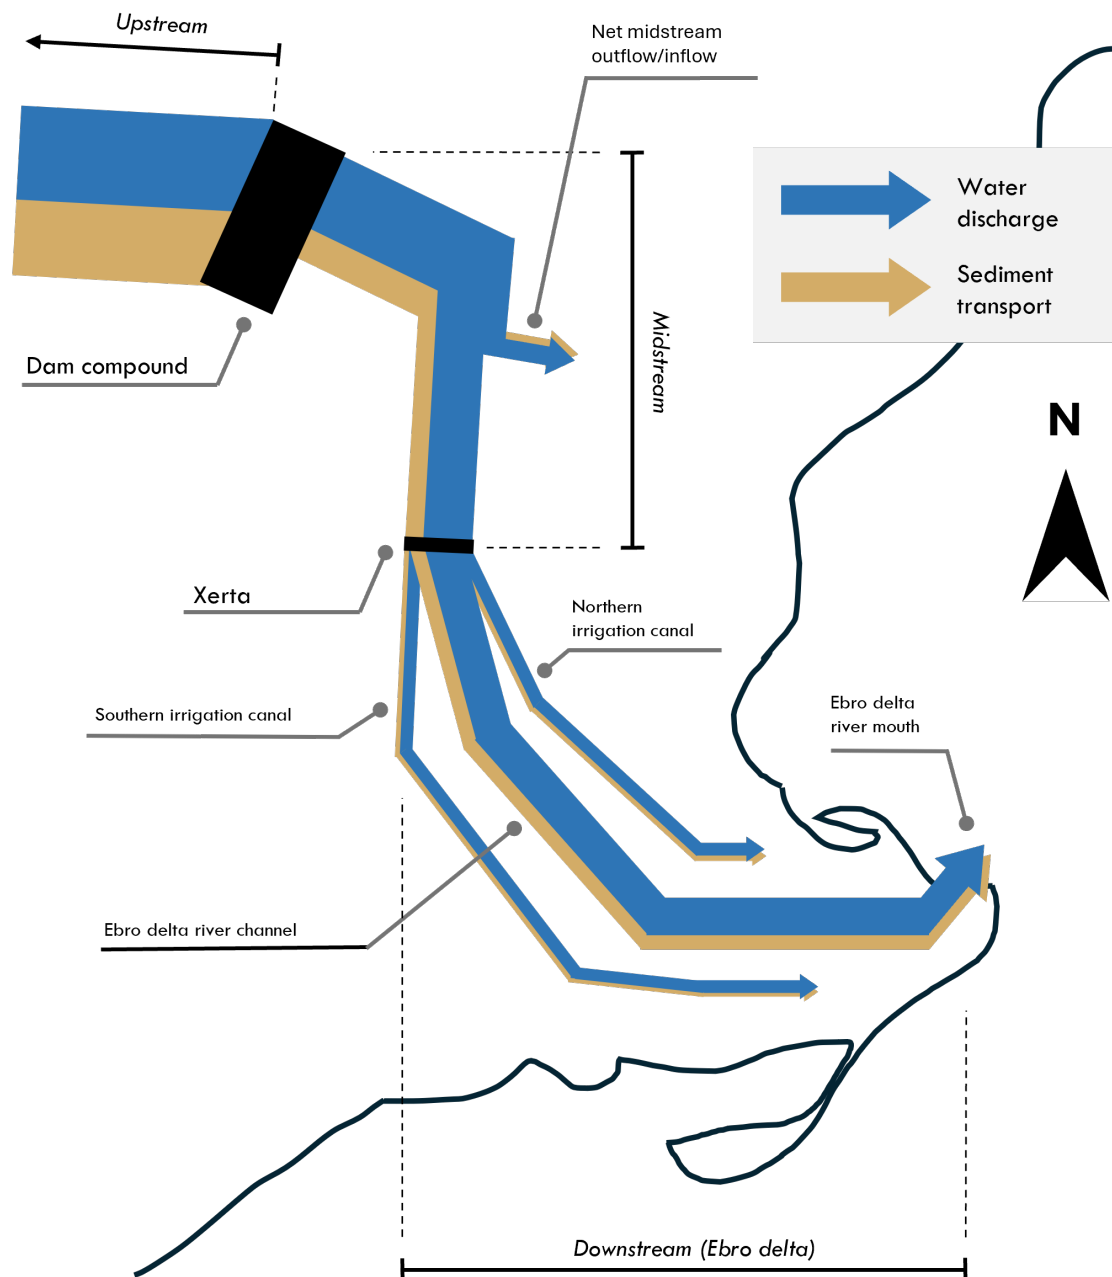 Upstream
Net midstream
outflow/inflow
Water
discharge
Sediment
transport
Dam compound
Midstream
N
Xerta
Northern
irrigation canal
Southern irrigation canal
Ebro delta
river mouth
Ebro delta river channel
Downstream (Ebro delta)